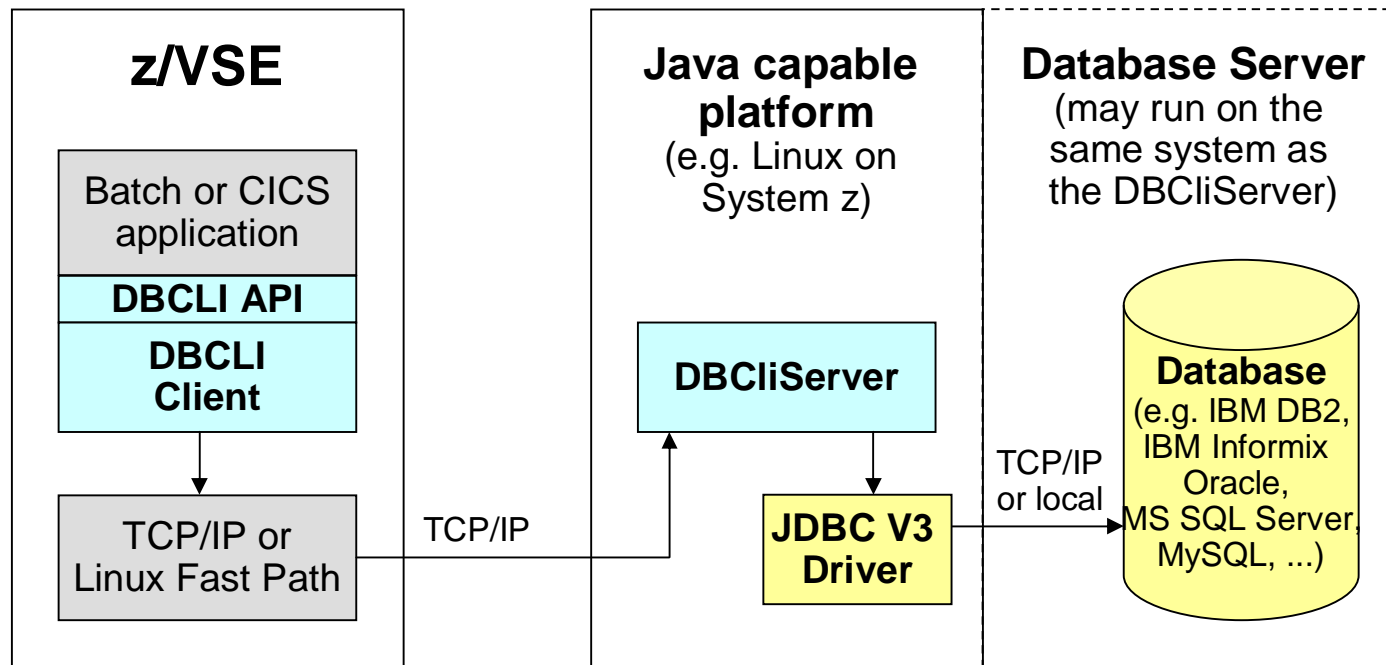 z/VSE
Batch or CICS
application
DBCLI API
DBCLI
Client
TCP/IP or
Linux Fast Path
TCP/IP
Java capable
platform
(e.g. Linux on
System z)
DBCliServer
JDBC V3
Driver
TCP/IP
or local
Database Server
(may run on the
same system as
the DBCliServer)
Database
(e.g. IBM DB2,
IBM Informix
Oracle,
MS SQL Server,
MySQL, ...)